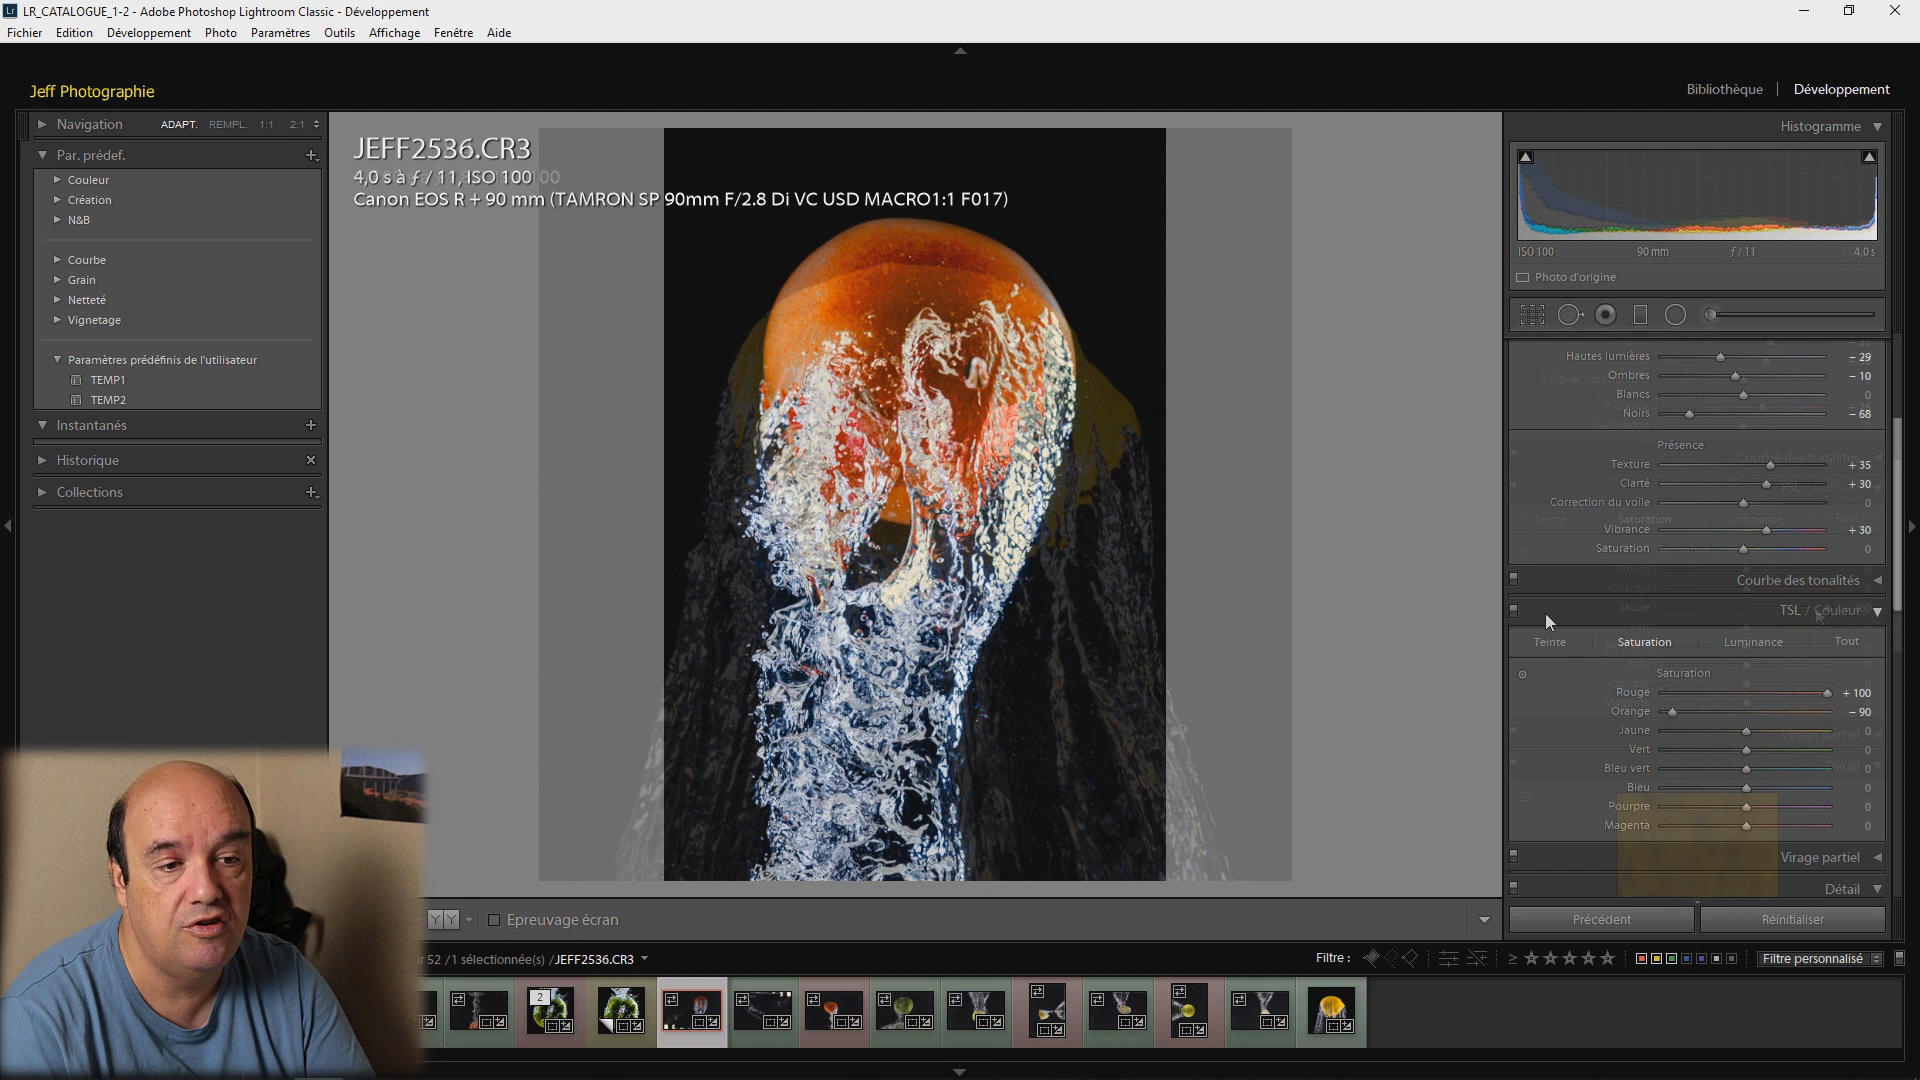 LR_CATALOGUE_1-2 - Adobe Photoshop Lightroom Classic - Développement
Fichier Edition Développement Photo Paramètres Outils Affichage Fenêtre Aide
Jeff Photographie
Bibliothèque | Développement
Navigation ADAPT. REMPL. 1:1 2:1
Par. prédef.
Couleur
Création
N&B
Courbe
Grain
Netteté
Vignetage
Paramètres prédéfinis de l'utilisateur
TEMP1
TEMP2
Instantanés
Historique
Collections
JEFF2536.CR3
4,0 s à ƒ / 11, ISO 100
Canon EOS R + 90 mm (TAMRON SP 90mm F/2.8 Di VC USD MACRO1:1 F017)
Histogramme
ISO 100 90 mm ƒ / 11 4,0 s
Photo d'origine
Hautes lumières - 29
Ombres - 10
Blancs 0
Noirs - 68
Présence
Texture + 35
Clarté + 30
Correction du voile 0
Vibrance + 30
Saturation 0
Courbe des tonalités
TSL / Couleur
Teinte Saturation Luminance Tout
Saturation
Rouge + 100
Orange - 90
Jaune 0
Vert 0
Bleu vert 0
Bleu 0
Pourpre 0
Magenta 0
Virage partiel
Détail
Précédent Réinitialiser
Epreuvage écran
52 /1 sélectionnée(s) /JEFF2536.CR3
Filtre : Filtre personnalisé
2